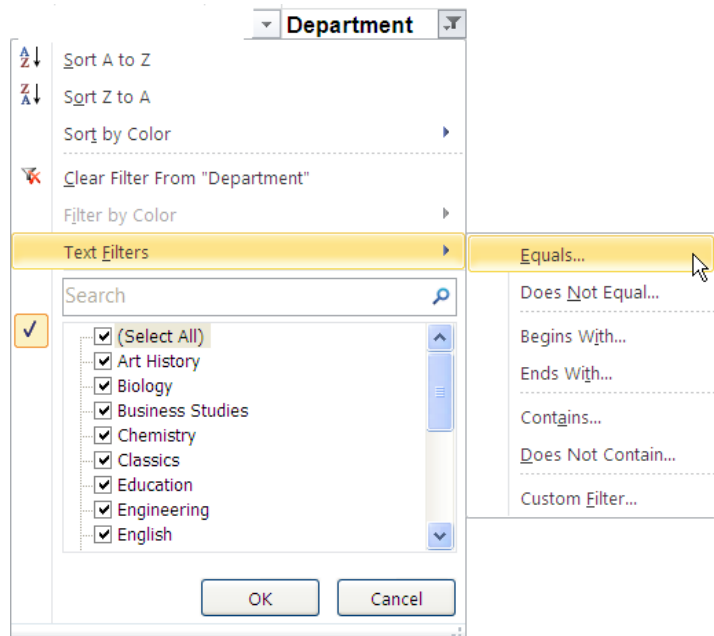 Department
Sort A to Z
Sort Z to A
Sort by Color
Clear Filter From "Department"
Filter by Color
Text Filters
Search
(Select All)
Art History
Biology
Business Studies
Chemistry
Classics
Education
Engineering
English
OK Cancel
Equals...
Does Not Equal...
Begins With...
Ends With...
Contains...
Does Not Contain...
Custom Filter...